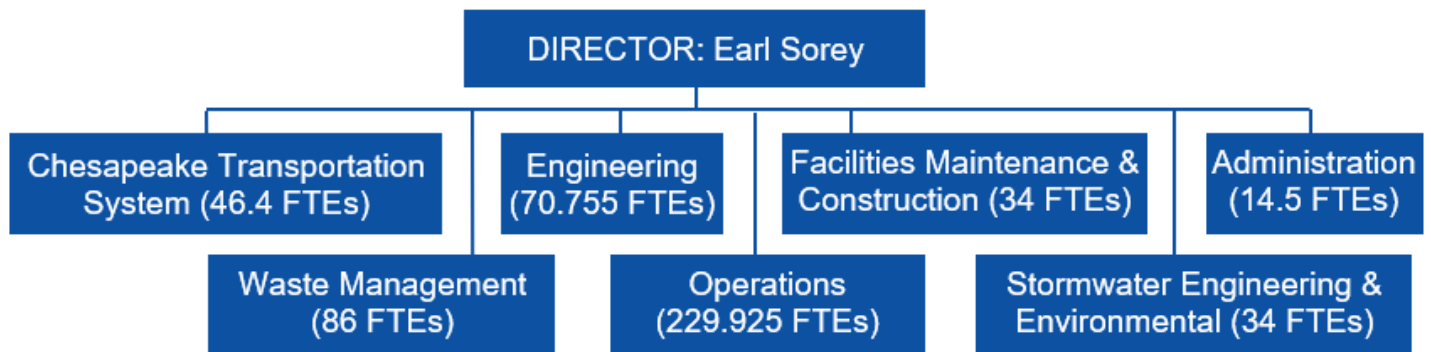 DIRECTOR: Earl Sorey
Chesapeake Transportation
System (46.4 FTEs)
Engineering
(70.755 FTEs)
Facilities Maintenance &
Construction (34 FTEs)
Administration
(14.5 FTEs)
Waste Management
(86 FTEs)
Operations
(229.925 FTEs)
Stormwater Engineering &
Environmental (34 FTEs)